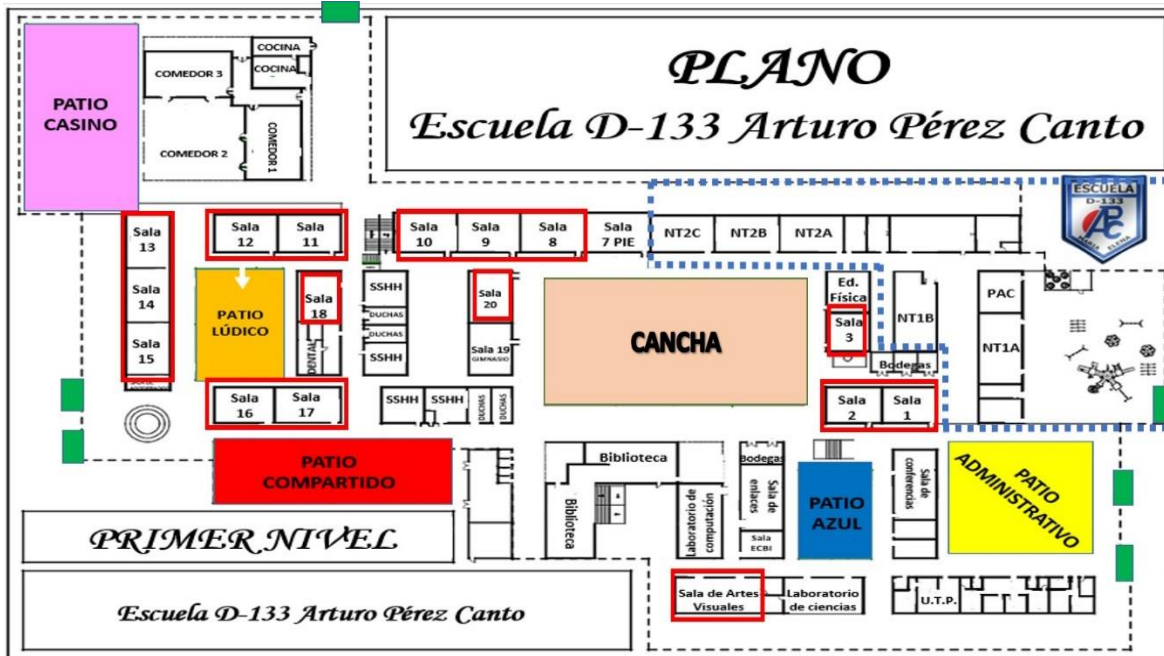 PLANO
Escuela D-133 Arturo Pérez Canto
ESCUELA
D-133
MARIA ELENA
PATIO
CASINO
COCINA
COCINA
COMEDOR 3
COMEDOR 2
COMEDOR 1
Sala
13
Sala
14
Sala
15
Sala
12
Sala
11
Sala
10
Sala
9
Sala
8
Sala
7 PIE
NT2C
NT2B
NT2A
PATIO
LÚDICO
Sala
18
DENTAL
SSHH
DUCHAS
DUCHAS
SSHH
Sala
20
Sala 19
GIMNASIO
CANCHA
Ed.
Física
Sala
3
NT1B
Bodegas
PAC
NT1A
Sala
16
Sala
17
SSHH
SSHH
DUCHAS
DUCHAS
Sala
2
Sala
1
PATIO
COMPARTIDO
Biblioteca
Biblioteca
Laboratorio de
computación
Bodegas
Sala de
enlaces
Sala
ECBI
PATIO
AZUL
Sala de
conferencias
PATIO
ADMINISTRATIVO
PRIMER NIVEL
Escuela D-133 Arturo Pérez Canto
Sala de Artes
Visuales
Laboratorio
de ciencias
U.T.P.